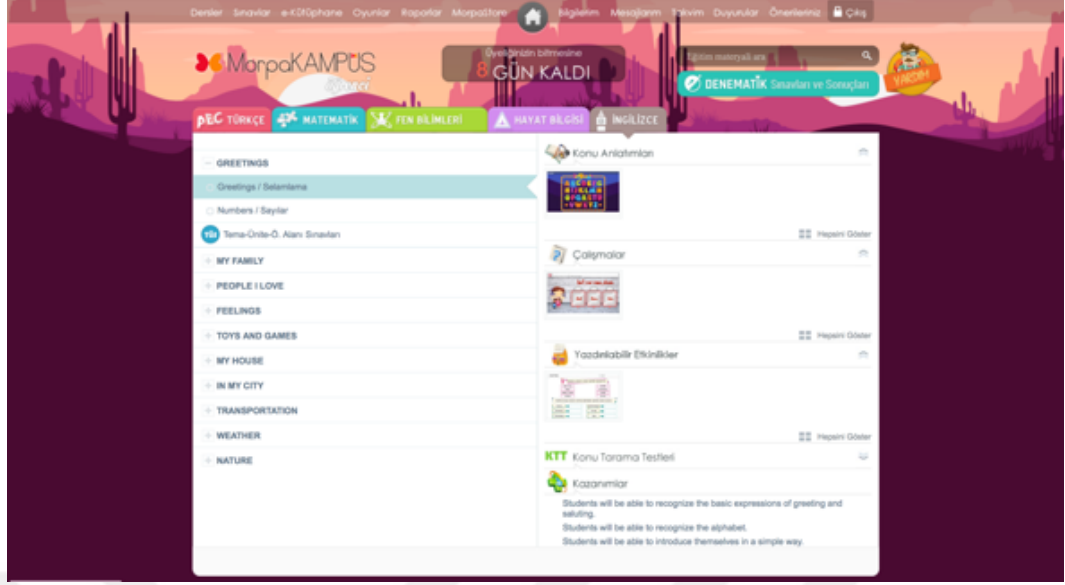 Dersler Sınavlar e-Kütüphane Oyunlar Raporlar MorpaStore Bilgilerim Mesajlarım Takvim Duyurular Önerileriniz Çıkış
MorpaKAMPÜS
öğrenci
Üyeliğinizin bitmesine
8 GÜN KALDI
Eğitim materyali ara
YARDIM
DENEMATİK Sınavları ve Sonuçları
TÜRKÇE MATEMATİK FEN BİLİMLERİ HAYAT BİLGİSİ İNGİLİZCE
GREETINGS
Greetings / Selamlama
Numbers / Sayılar
Tema-Ünite-Ö. Alanı Sınavları
MY FAMILY
PEOPLE I LOVE
FEELINGS
TOYS AND GAMES
MY HOUSE
IN MY CITY
TRANSPORTATION
WEATHER
NATURE
Konu Anlatımları
Hepsini Göster
Çalışmalar
Hepsini Göster
Yazdırılabilir Etkinlikler
Hepsini Göster
KTT Konu Tarama Testleri
Kazanımlar
Students will be able to recognize the basic expressions of greeting and
saluting.
Students will be able to recognize the alphabet.
Students will be able to introduce themselves in a simple way.